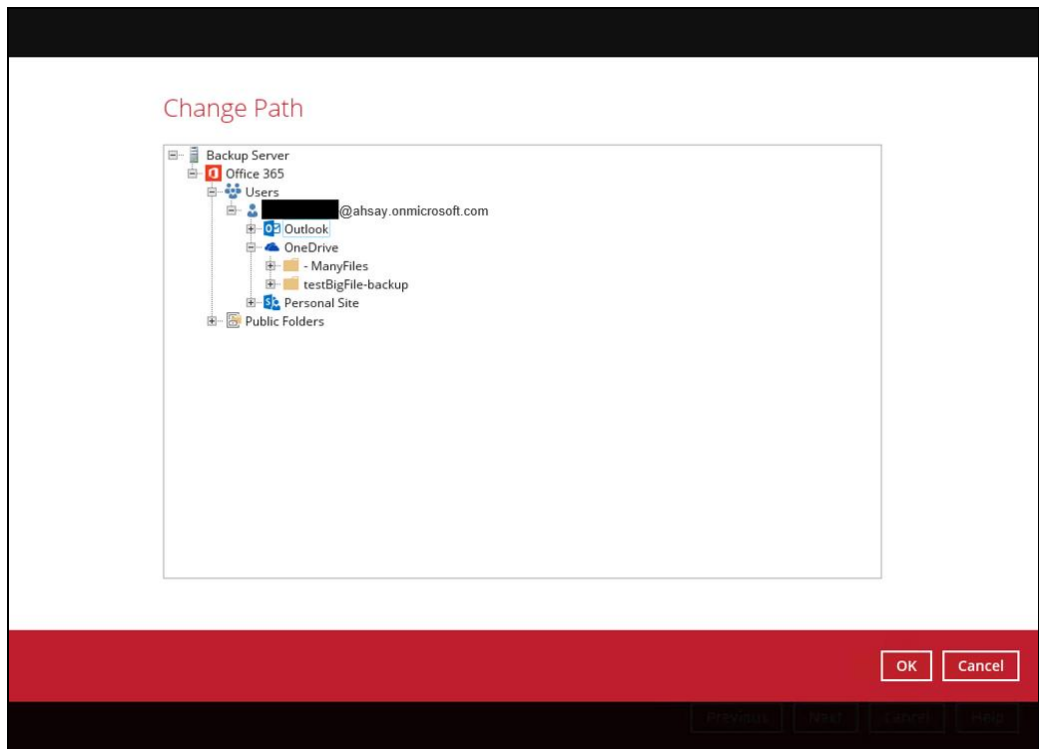 Change Path
Backup Server
Office 365
Users
@ahsay.onmicrosoft.com
Outlook
OneDrive
- ManyFiles
testBigFile-backup
Personal Site
Public Folders
OK Cancel
Previous Next Cancel Help